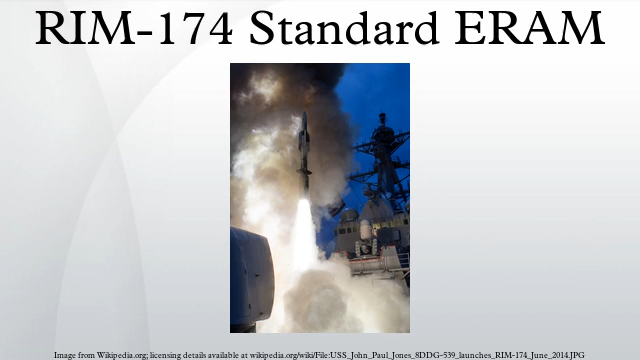 RIM-174 Standard ERAM
Image from Wikipedia.org; licensing details available at wikipedia.org/wiki/File:USS_John_Paul_Jones_8DDG-539_launches_RIM-174_June_2014.JPG